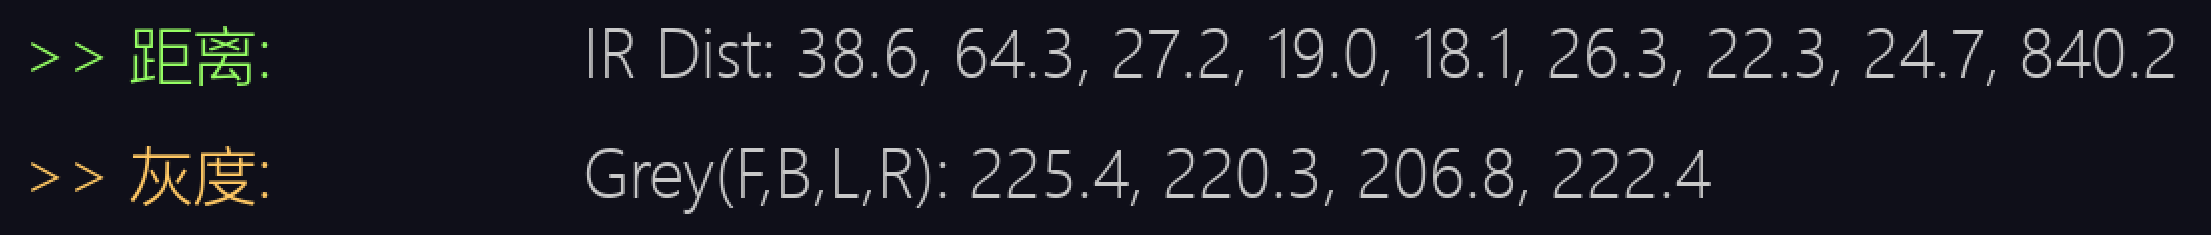 >> 距离: IR Dist: 38.6, 64.3, 27.2, 19.0, 18.1, 26.3, 22.3, 24.7, 840.2
>> 灰度: Grey(F,B,L,R): 225.4, 220.3, 206.8, 222.4